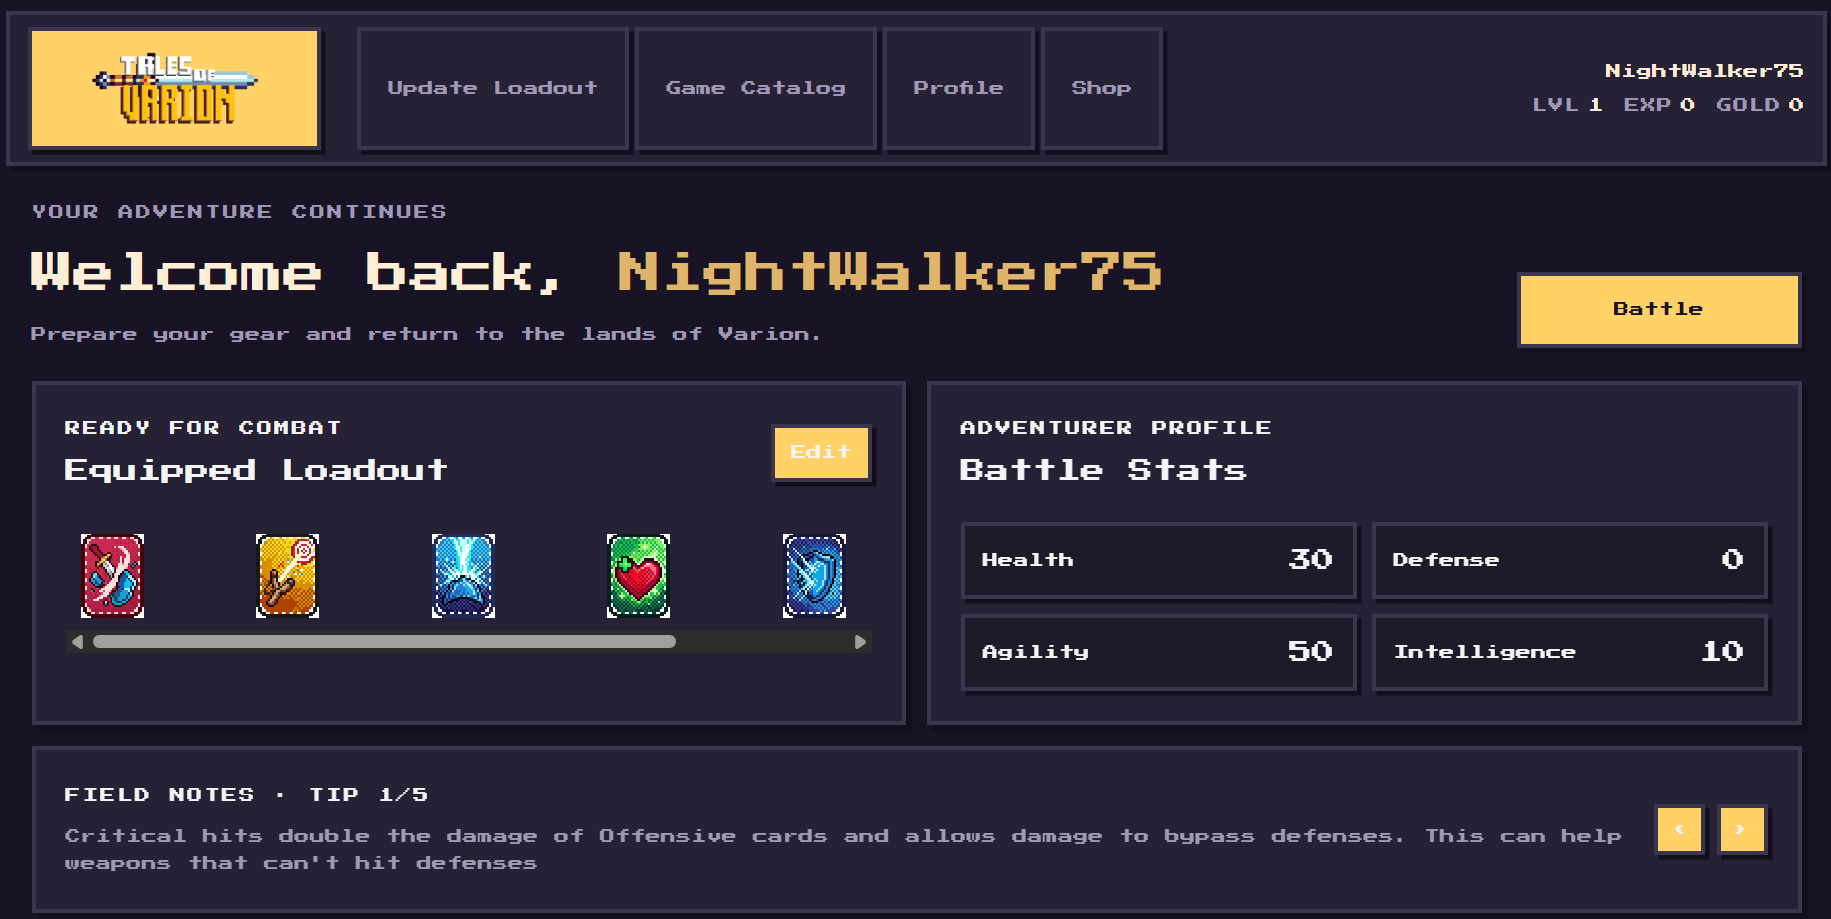 TALES
DE
VARION
Update Loadout
Game Catalog
Profile
Shop
NightWalker75
LVL 1 EXP 0 GOLD 0
YOUR ADVENTURE CONTINUES
Welcome back, NightWalker75
Prepare your gear and return to the lands of Varion.
Battle
READY FOR COMBAT
Equipped Loadout
Edit
ADVENTURER PROFILE
Battle Stats
Health 30
Defense 0
Agility 50
Intelligence 10
FIELD NOTES · TIP 1/5
Critical hits double the damage of Offensive cards and allows damage to bypass defenses. This can help
weapons that can't hit defenses
‹ ›